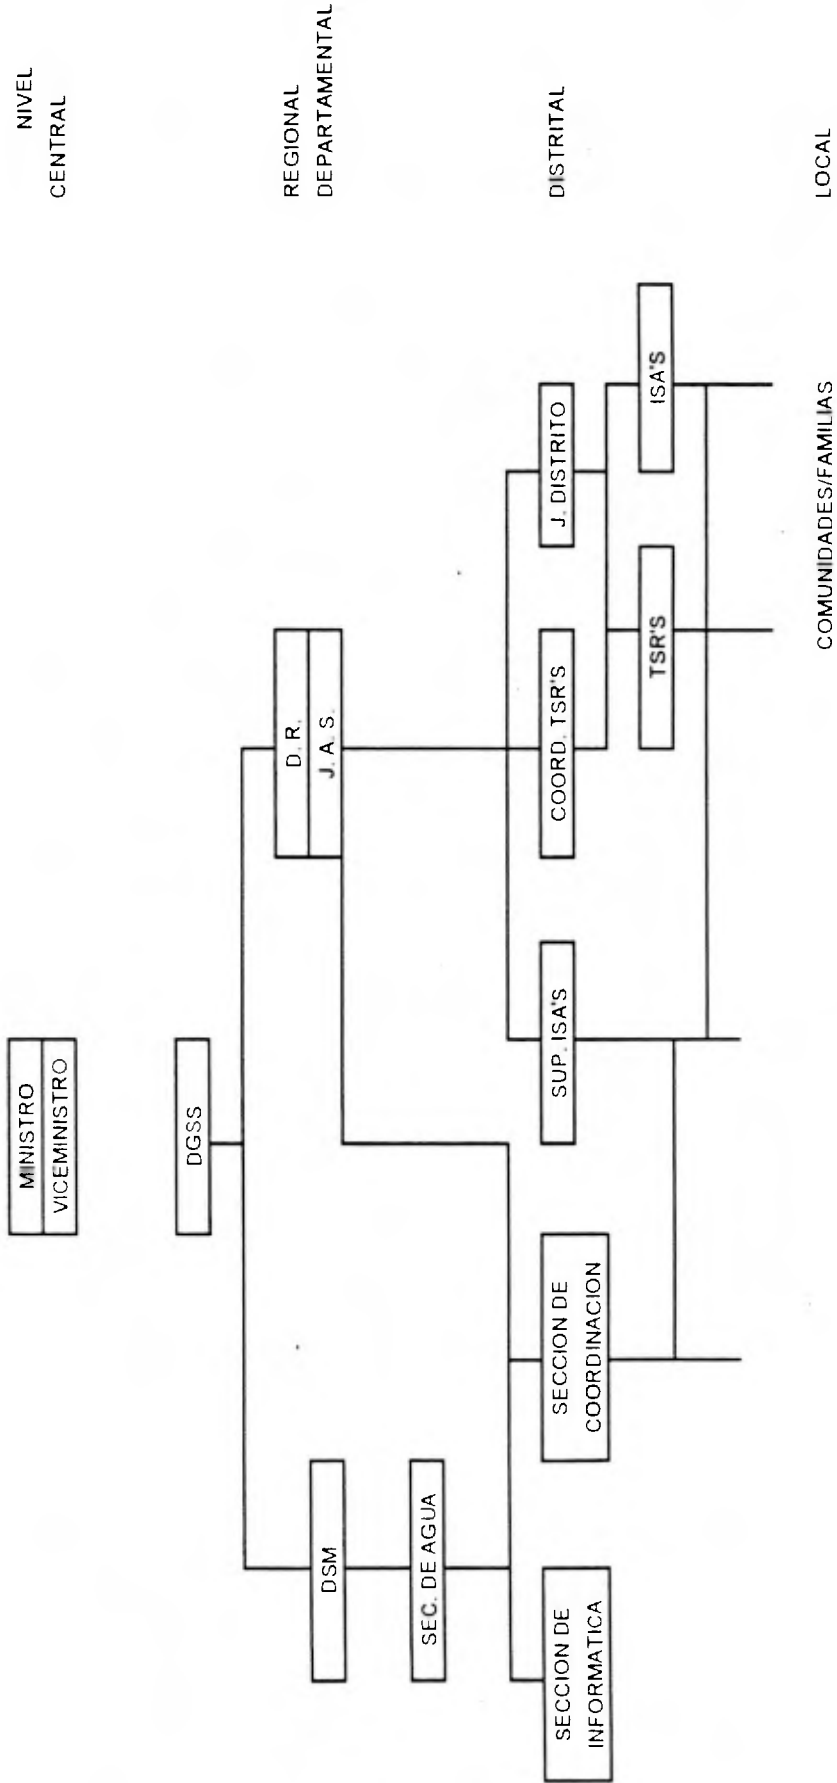 MINISTRO
VICEMINISTRO
NIVEL
CENTRAL
DGSS
D. R.
J. A. S.
REGIONAL
DEPARTAMENTAL
DSM
SEC. DE AGUA
SECCION DE
INFORMATICA
SECCION DE
COORDINACION
SUP. ISA'S
COORD. TSR'S
J. DISTRITO
DISTRITAL
TSR'S
ISA'S
COMUNIDADES/FAMILIAS
LOCAL